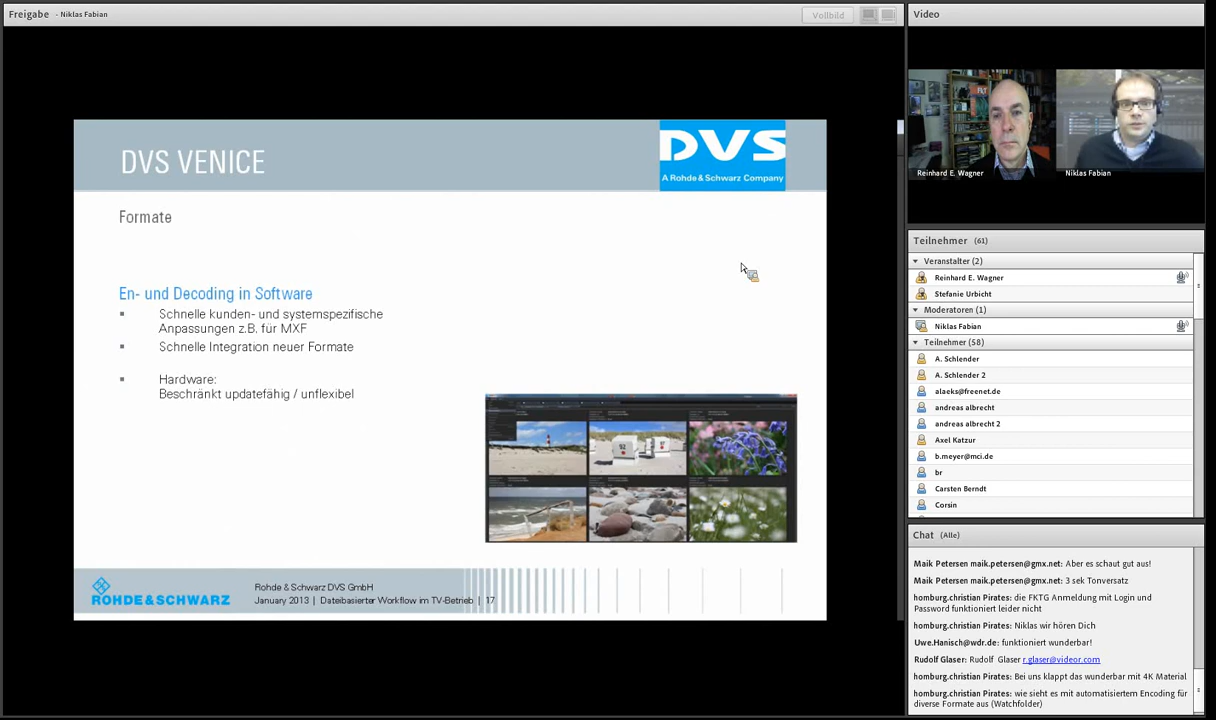 Freigabe - Niklas Fabian
Vollbild
DVS VENICE
DVS
A Rohde & Schwarz Company
Formate
En- und Decoding in Software
Schnelle kunden- und systemspezifische
Anpassungen z.B. für MXF
Schnelle Integration neuer Formate
Hardware:
Beschränkt updatefähig / unflexibel
ROHDE & SCHWARZ
Rohde & Schwarz DVS GmbH
January 2013 | Dateibasierter Workflow im TV-Betrieb | 17
Video
Reinhard E. Wagner
Niklas Fabian
Teilnehmer (61)
Veranstalter (2)
Reinhard E. Wagner
Stefanie Urbicht
Moderatoren (1)
Niklas Fabian
Teilnehmer (58)
A. Schlender
A. Schlender 2
alaeks@freenet.de
andreas albrecht
andreas albrecht 2
Axel Katzur
b.meyer@mci.de
br
Carsten Berndt
Corsin
Chat (Alle)
Maik Petersen maik.petersen@gmx.net: Aber es schaut gut aus!
Maik Petersen maik.petersen@gmx.net: 3 sek Tonversatz
homburg.christian Pirates: die FKTG Anmeldung mit Login und
Password funktioniert leider nicht
homburg.christian Pirates: Niklas wir hören Dich
Uwe.Hanisch@wdr.de: funktioniert wunderbar!
Rudolf Glaser: Rudolf Glaser r.glaser@videor.com
homburg.christian Pirates: Bei uns klappt das wunderbar mit 4K Material
homburg.christian Pirates: wie sieht es mit automatisiertem Encoding für
diverse Formate aus (Watchfolder)